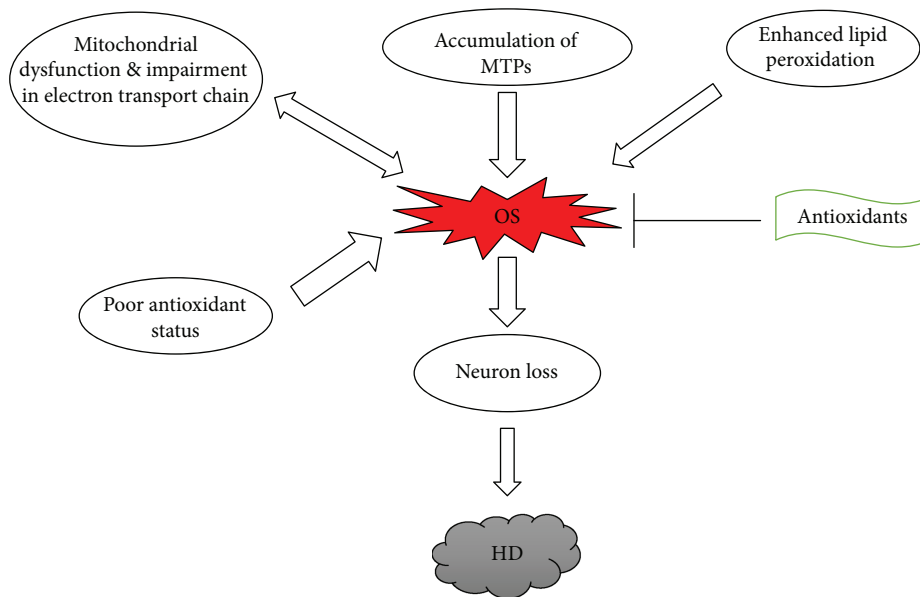 Mitochondrial
dysfunction & impairment
in electron transport chain
Accumulation of
MTPs
Enhanced lipid
peroxidation
OS
Antioxidants
Poor antioxidant
status
Neuron loss
HD